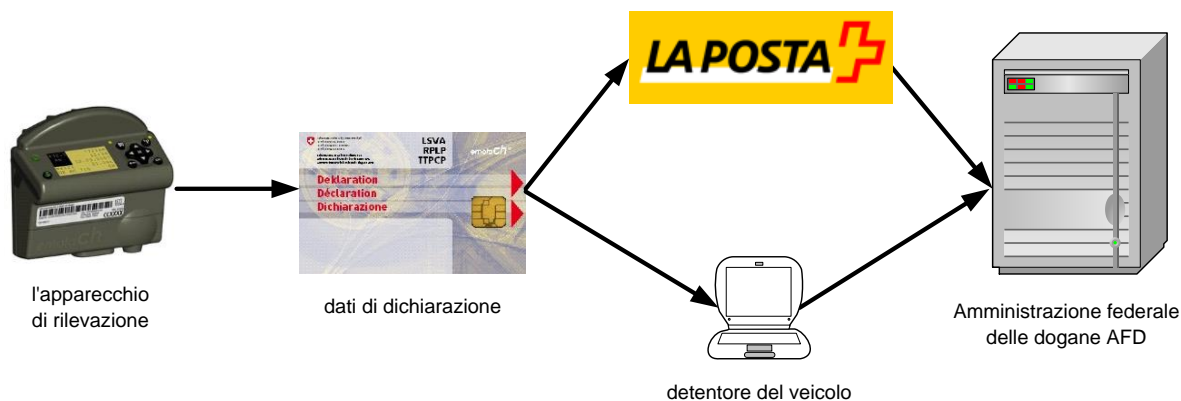 LA POSTA
LSVA
RPLP
TTPCP
Deklaration
Déclaration
Dichiarazione
l'apparecchio
di rilevazione
dati di dichiarazione
detentore del veicolo
Amministrazione federale
delle dogane AFD